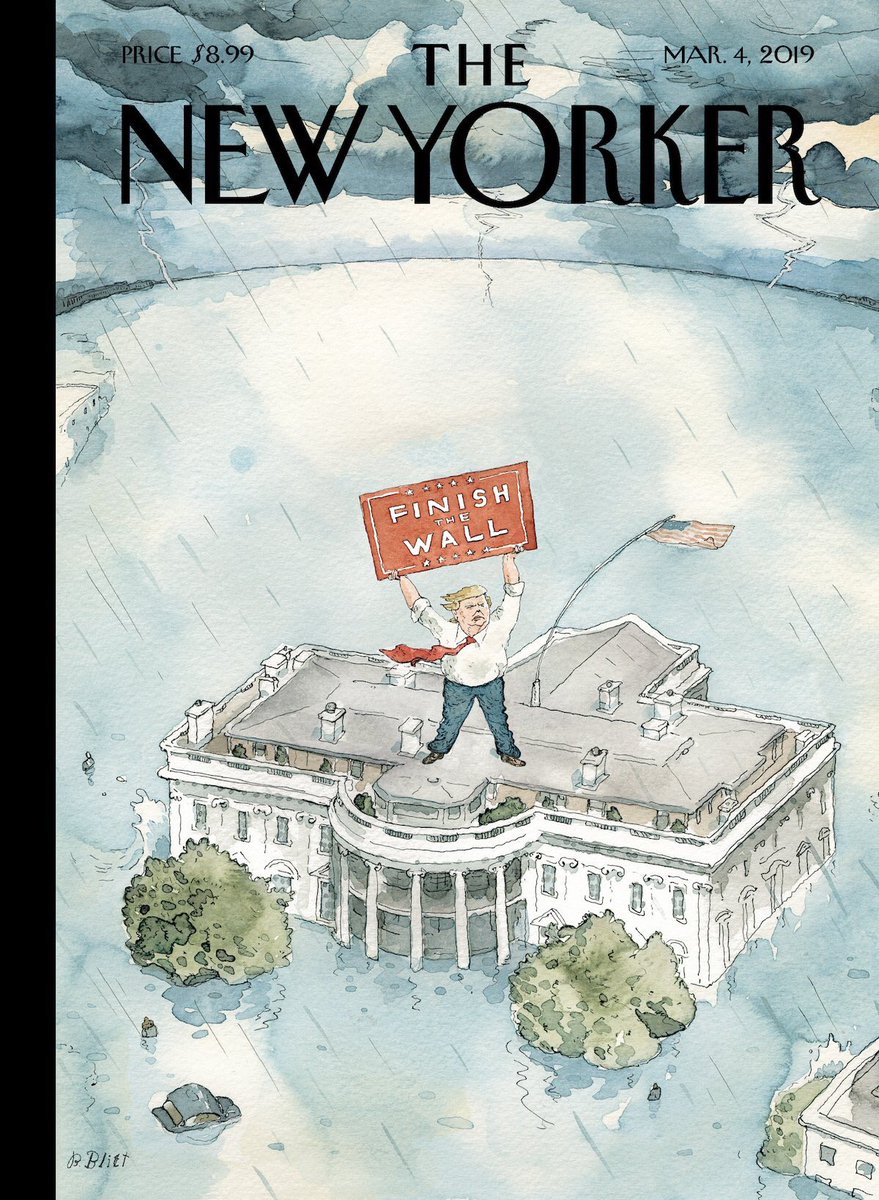 PRICE $8.99
THE
MAR. 4, 2019
NEW YORKER
FINISH
THE
WALL
B. Blitt